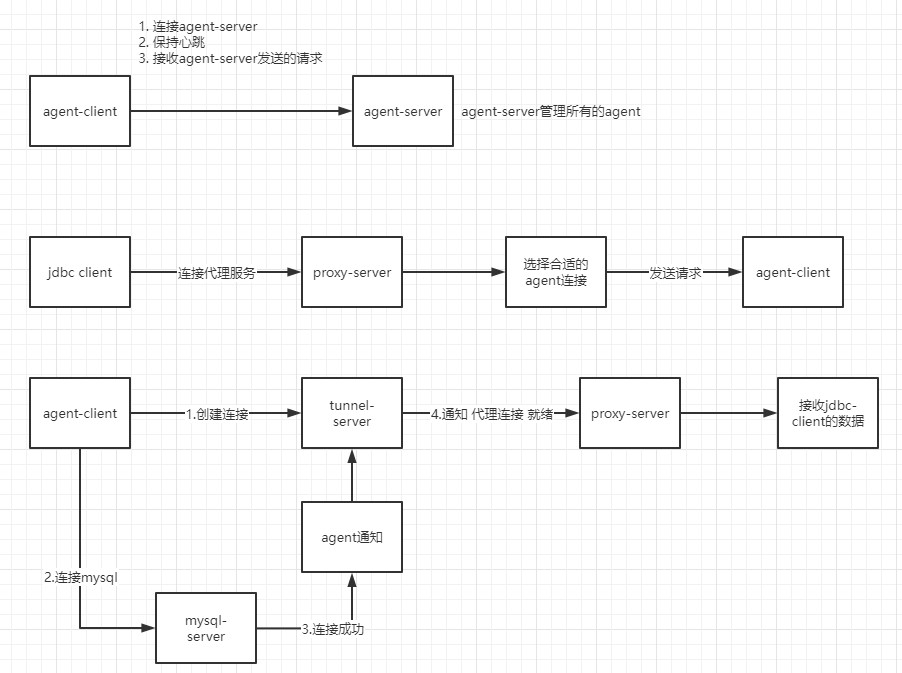 1. 连接agent-server
2. 保持心跳
3. 接收agent-server发送的请求
agent-client
agent-server
agent-server管理所有的agent
jdbc client
连接代理服务
proxy-server
选择合适的
agent连接
发送请求
agent-client
agent-client
1.创建连接
tunnel-
server
4.通知 代理连接 就绪
proxy-server
接收jdbc-
client的数据
agent通知
2.连接mysql
mysql-
server
3.连接成功